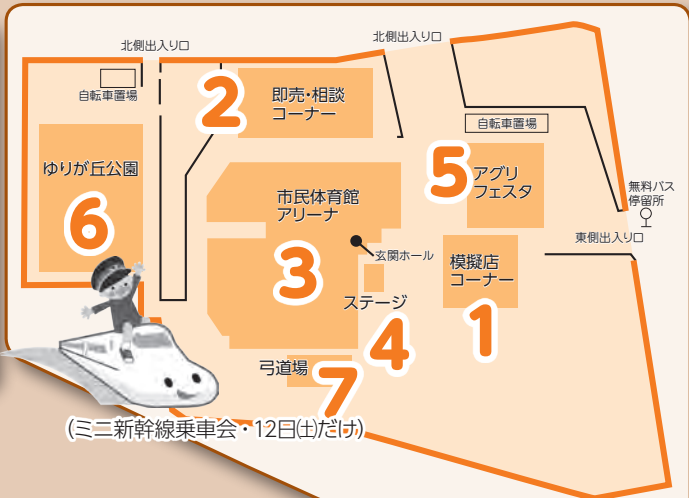 北側出入り口
北側出入り口
自転車置場
2
即売・相談
コーナー
自転車置場
ゆりが丘公園
6
市民体育館
アリーナ
3
5
アグリ
フェスタ
無料バス
停留所
東側出入り口
玄関ホール
模擬店
コーナー
1
ステージ
4
弓道場
7
(ミニ新幹線乗車会・12日㈯だけ)